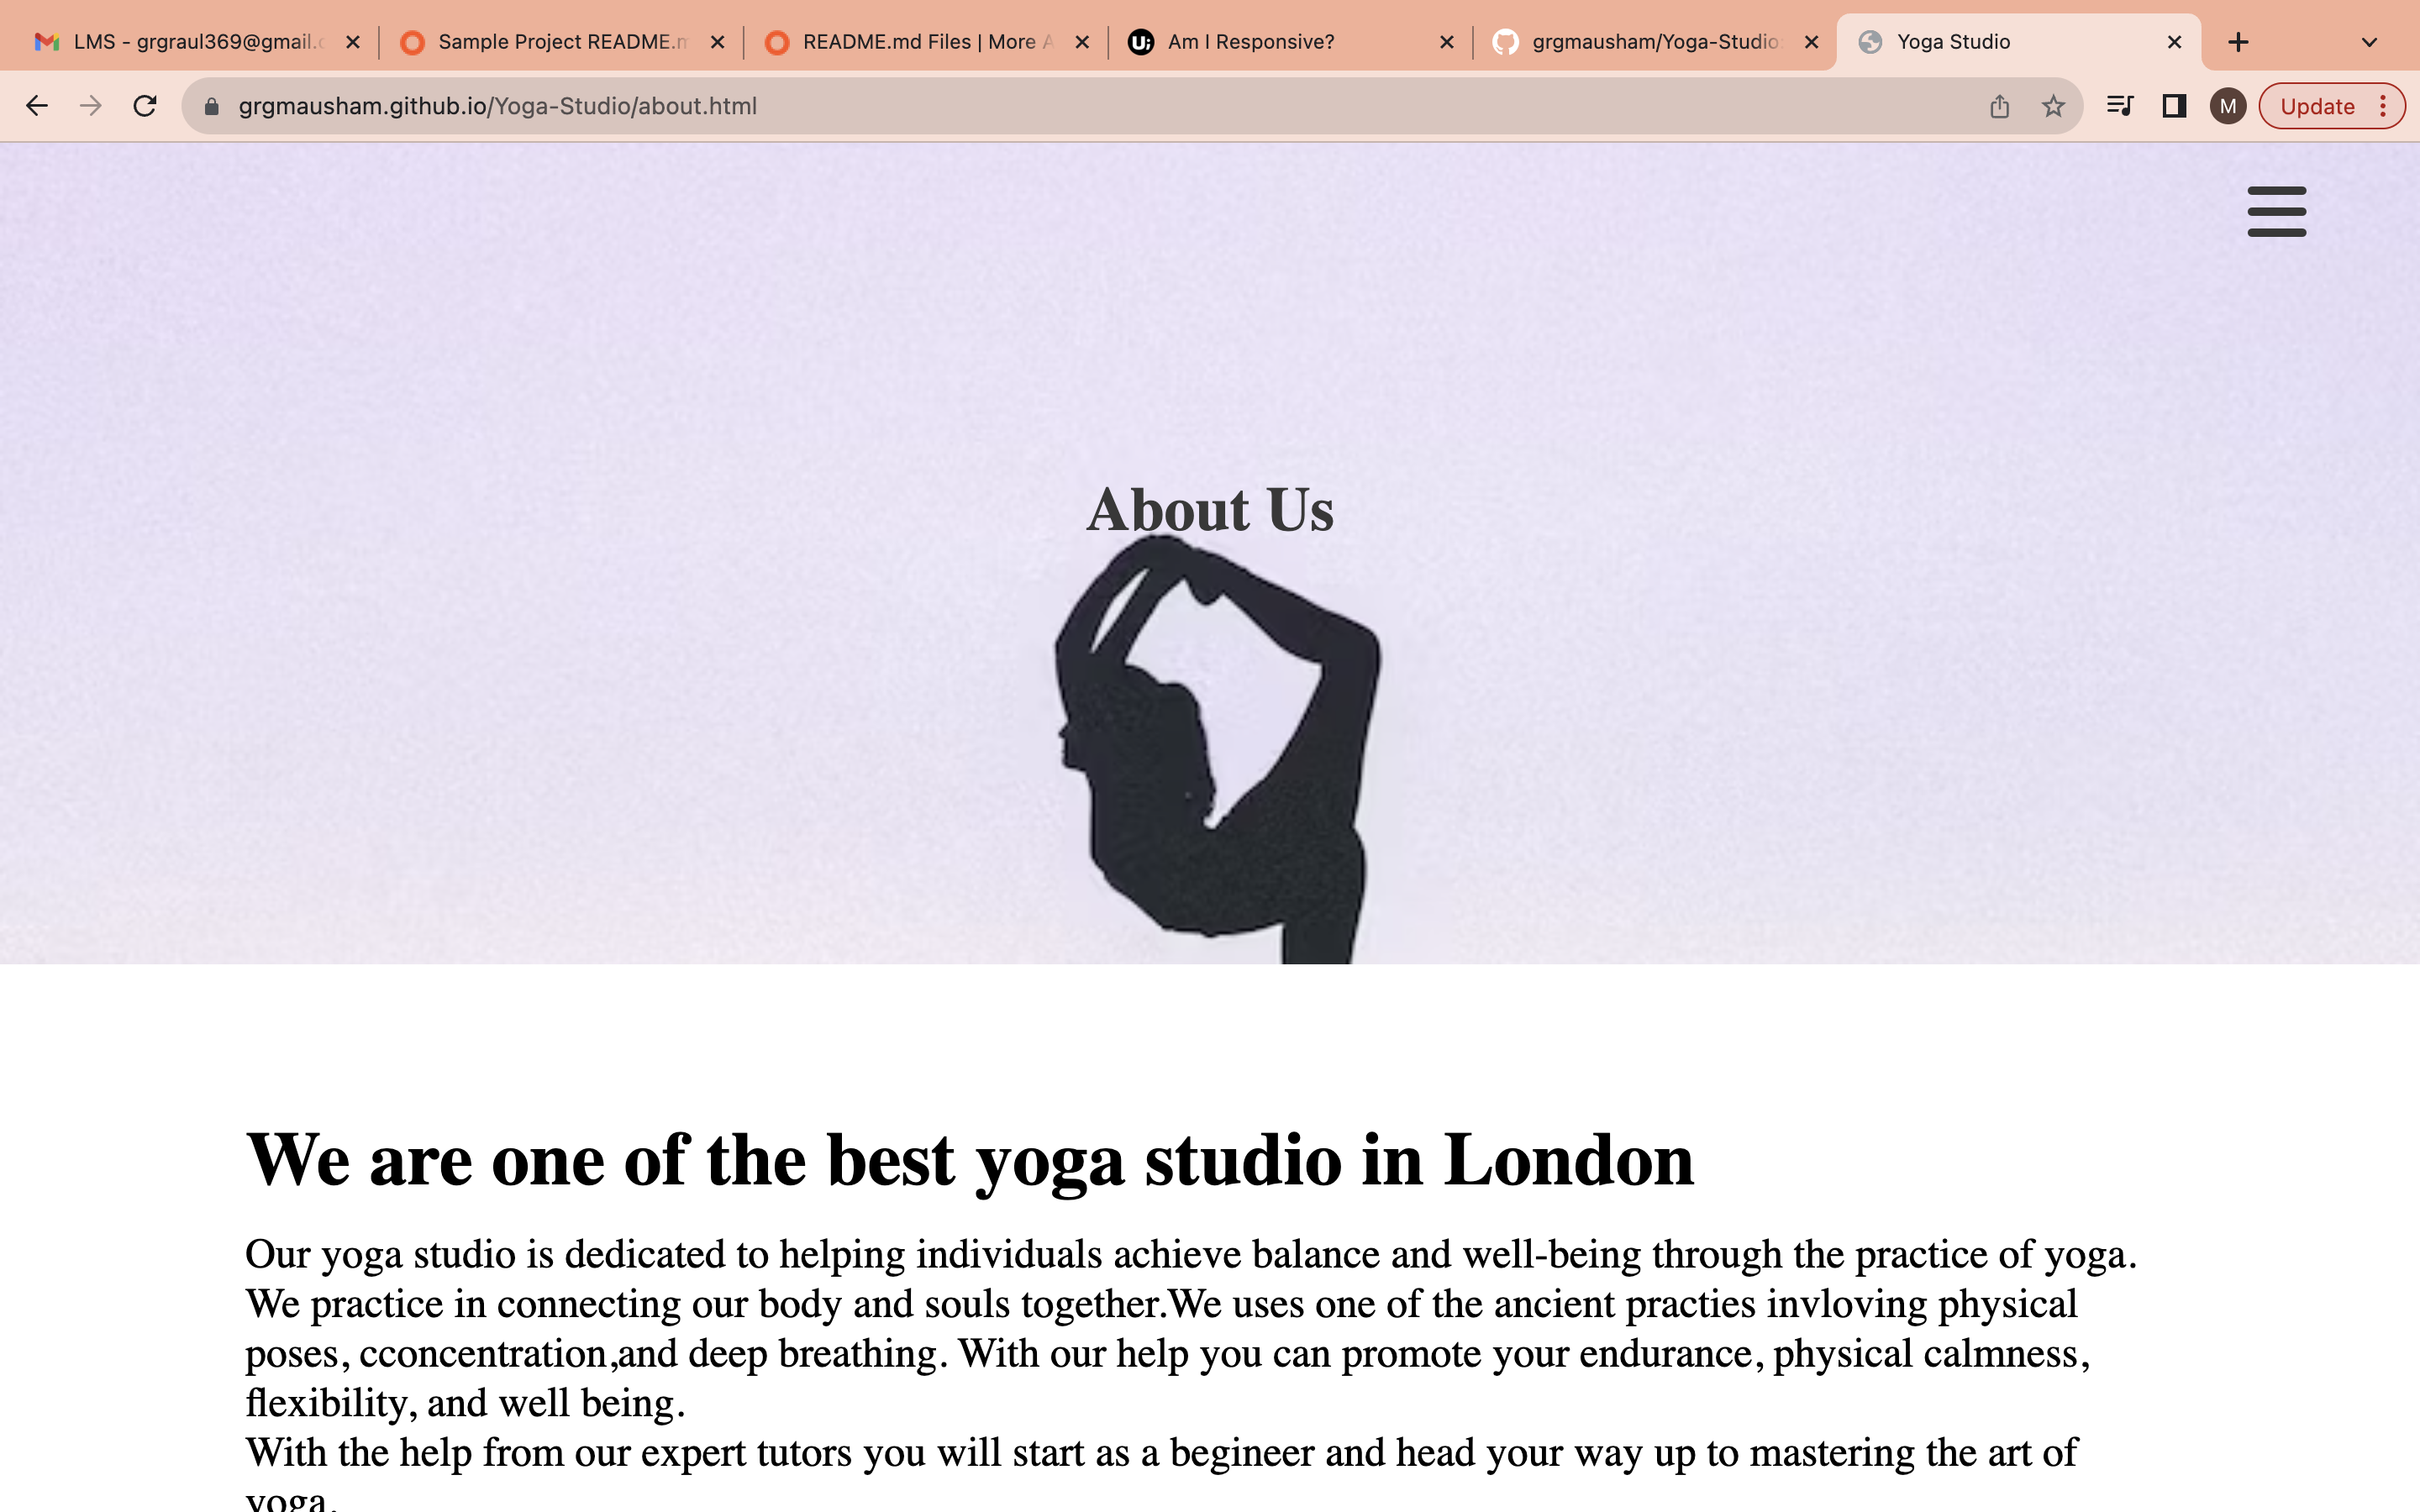 LMS - grgraul369@gmail.c
Sample Project README.m
README.md Files | More A
Am I Responsive?
grgmausham/Yoga-Studio
Yoga Studio
grgmausham.github.io/Yoga-Studio/about.html
M
Update
About Us
We are one of the best yoga studio in London
Our yoga studio is dedicated to helping individuals achieve balance and well-being through the practice of yoga.
We practice in connecting our body and souls together.We uses one of the ancient practies invloving physical
poses, cconcentration,and deep breathing. With our help you can promote your endurance, physical calmness,
flexibility, and well being.
With the help from our expert tutors you will start as a begineer and head your way up to mastering the art of
yoga.